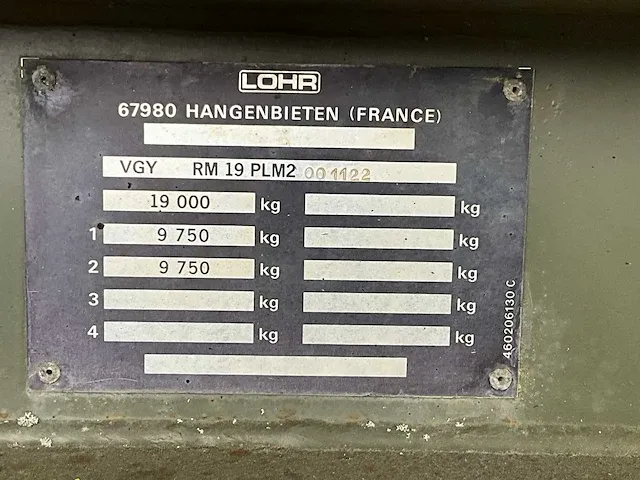 LOHR
67980 HANGENBIETEN (FRANCE)
VGY RM 19 PLM2 001122
19 000 kg kg
1 9 750 kg kg
2 9 750 kg kg
3 kg kg
4 kg kg
460206130 C